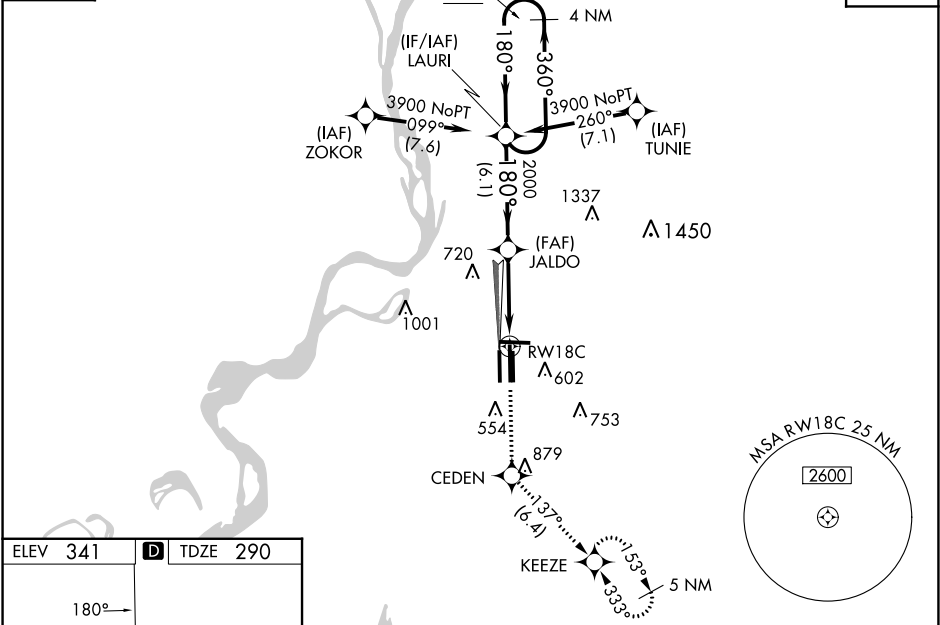 4 NM
180°
360°
(IF/IAF)
LAURI
3900 NoPT
099°
(7.6)
(IAF)
ZOKOR
3900 NoPT
260°
(7.1)
(IAF)
TUNIE
2000
180°
(6.1)
1337
1450
(FAF)
JALDO
720
1001
RW18C
602
753
554
879
CEDEN
137°
(6.4)
KEEZE
153°
333°
5 NM
MSA RW18C 25 NM
2600
ELEV 341 D TDZE 290
180°